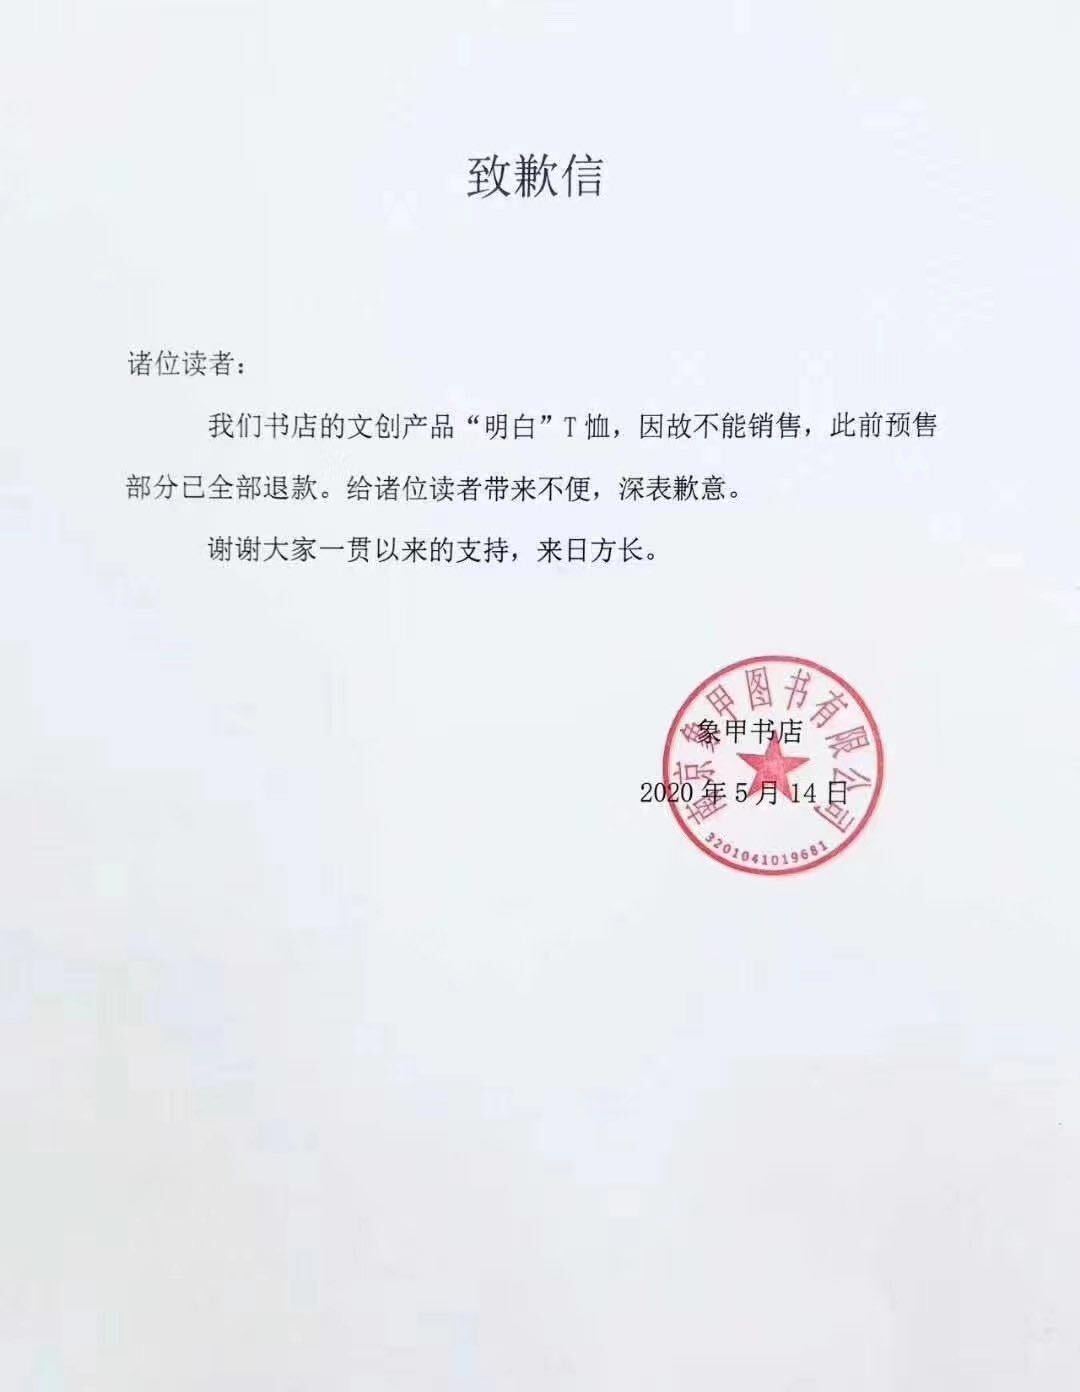 致歉信
诸位读者：
我们书店的文创产品“明白”T恤，因故不能销售，此前预售
部分已全部退款。给诸位读者带来不便，深表歉意。
谢谢大家一贯以来的支持，来日方长。
南京象甲图书有限公司
象甲书店
2020年5月14日
3201041019681